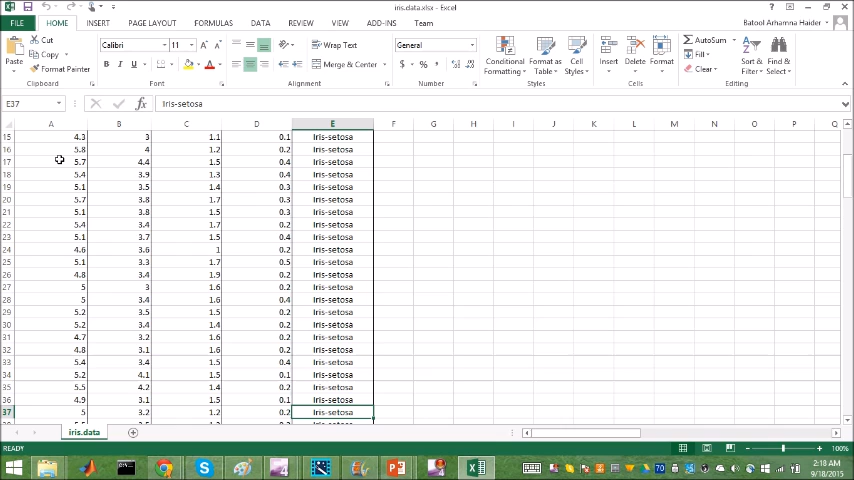 iris.data.xlsx - Excel
FILE HOME INSERT PAGE LAYOUT FORMULAS DATA REVIEW VIEW ADD-INS Team Batool Arhamna Haider
Cut
Copy
Format Painter
Paste
Calibri 11
B I U
Wrap Text
Merge & Center
General
$ % ,
Conditional Formatting
Format as Table
Cell Styles
Insert Delete Format
AutoSum
Fill
Clear
Sort & Filter
Find & Select
Clipboard Font Alignment Number Styles Cells Editing
E37 fx Iris-setosa
A B C D E F G H I J K L M N O P Q
15 4.3 3 1.1 0.1 Iris-setosa
16 5.8 4 1.2 0.2 Iris-setosa
17 5.7 4.4 1.5 0.4 Iris-setosa
18 5.4 3.9 1.3 0.4 Iris-setosa
19 5.1 3.5 1.4 0.3 Iris-setosa
20 5.7 3.8 1.7 0.3 Iris-setosa
21 5.1 3.8 1.5 0.3 Iris-setosa
22 5.4 3.4 1.7 0.2 Iris-setosa
23 5.1 3.7 1.5 0.4 Iris-setosa
24 4.6 3.6 1 0.2 Iris-setosa
25 5.1 3.3 1.7 0.5 Iris-setosa
26 4.8 3.4 1.9 0.2 Iris-setosa
27 5 3 1.6 0.2 Iris-setosa
28 5 3.4 1.6 0.4 Iris-setosa
29 5.2 3.5 1.5 0.2 Iris-setosa
30 5.2 3.4 1.4 0.2 Iris-setosa
31 4.7 3.2 1.6 0.2 Iris-setosa
32 4.8 3.1 1.6 0.2 Iris-setosa
33 5.4 3.4 1.5 0.4 Iris-setosa
34 5.2 4.1 1.5 0.1 Iris-setosa
35 5.5 4.2 1.4 0.2 Iris-setosa
36 4.9 3.1 1.5 0.1 Iris-setosa
37 5 3.2 1.2 0.2 Iris-setosa
iris.data
READY 100%
70
2:18 AM
9/18/2015